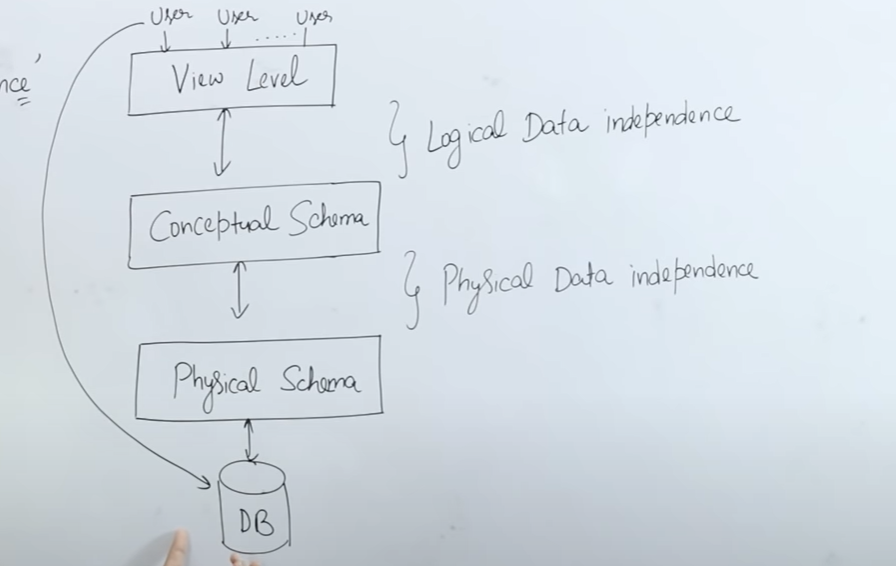 User User ..... User
nce'
View Level
Logical Data independence
Conceptual Schema
Physical Data independence
Physical Schema
DB